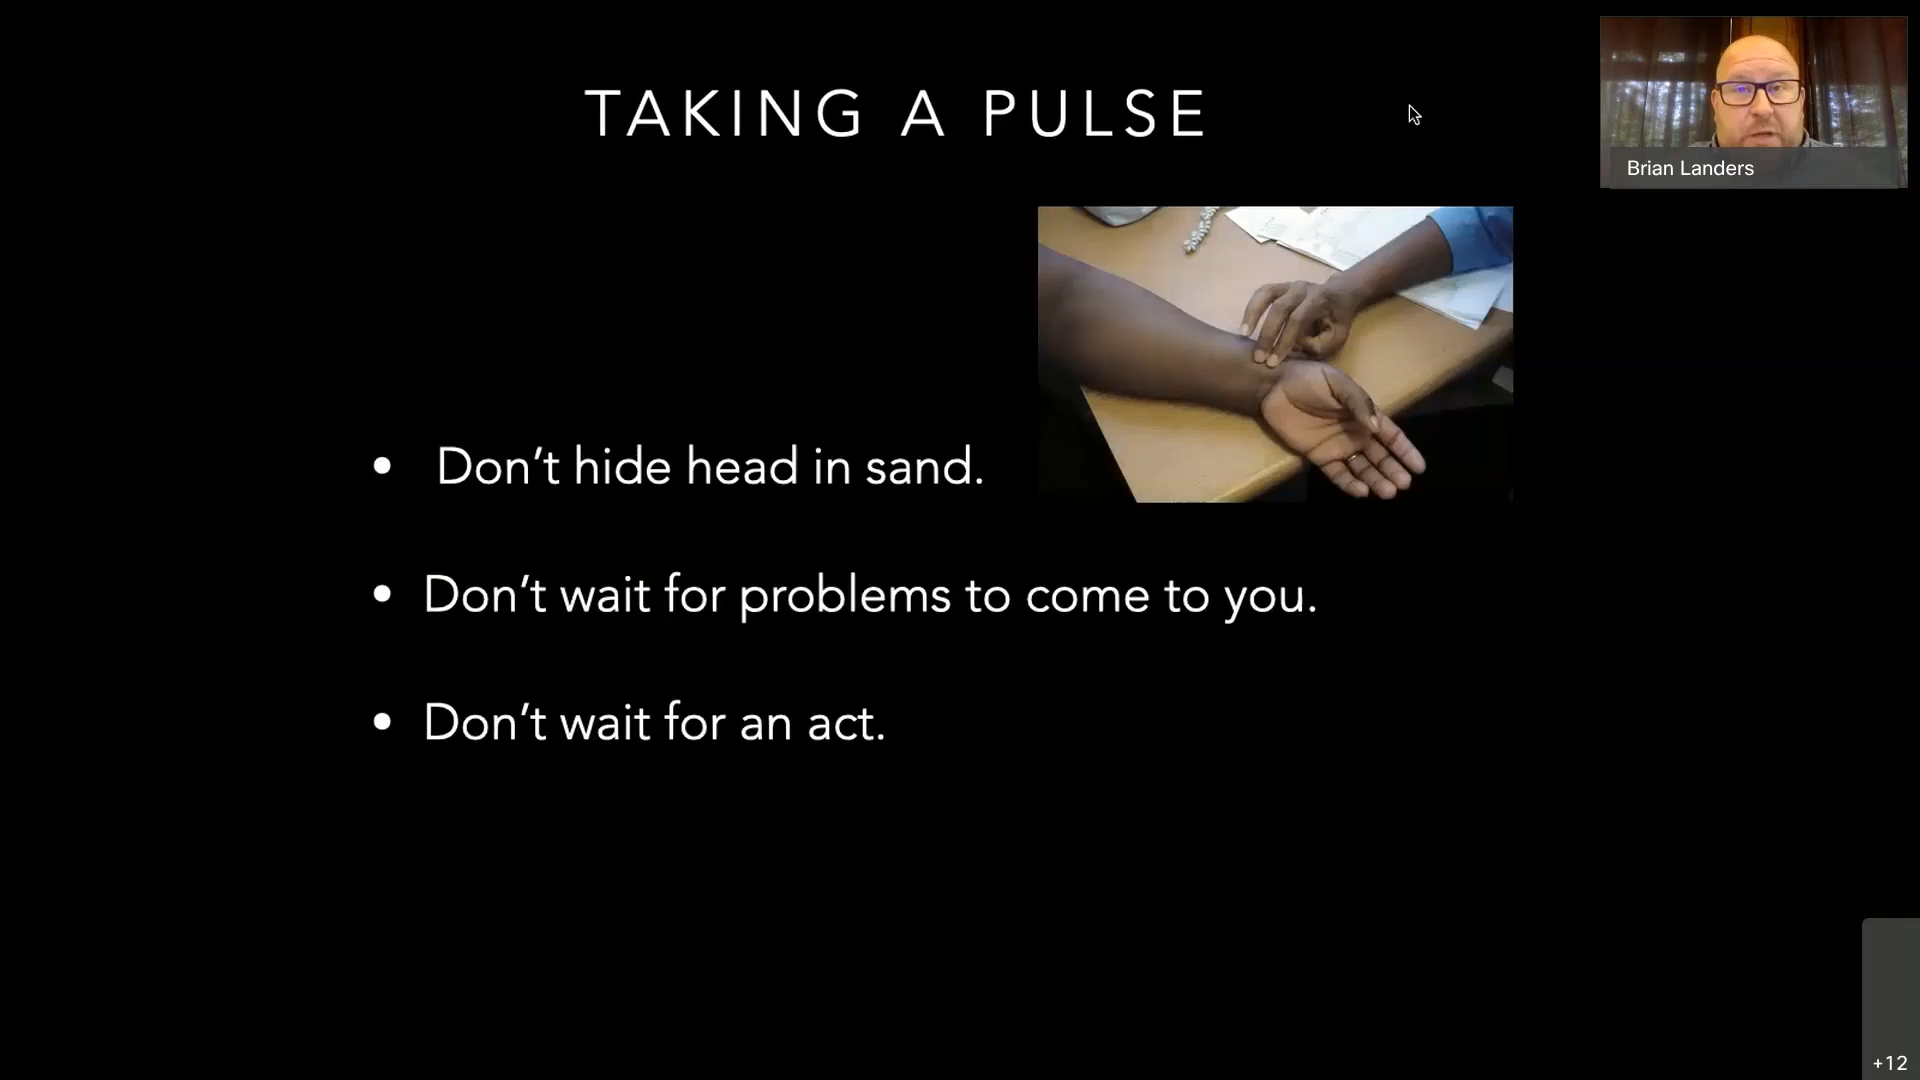 TAKING A PULSE
Brian Landers
• Don’t hide head in sand.
• Don’t wait for problems to come to you.
• Don’t wait for an act.
+12